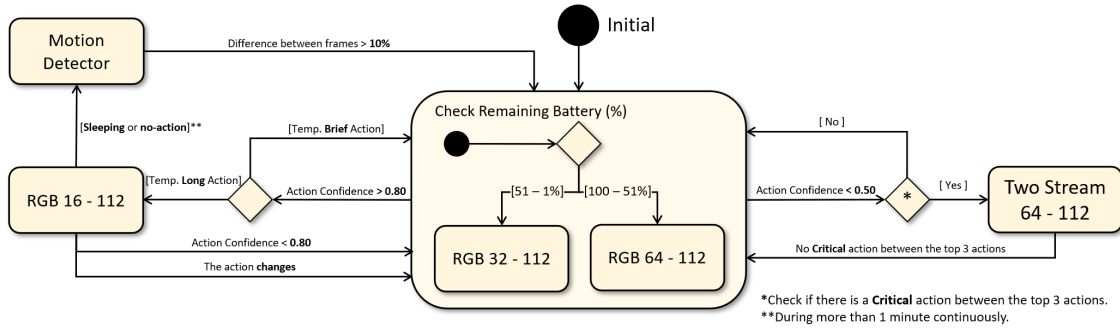 Initial
Motion
Detector
Difference between frames > 10%
Check Remaining Battery (%)
[Sleeping or no-action]**
[Temp. Brief Action]
[ No ]
[Temp. Long Action]
Action Confidence > 0.80
[51 – 1%]
[100 – 51%]
Action Confidence < 0.50
*
[ Yes ]
Two Stream
64 - 112
RGB 16 - 112
Action Confidence < 0.80
The action changes
RGB 32 - 112
RGB 64 - 112
No Critical action between the top 3 actions
*Check if there is a Critical action between the top 3 actions.
**During more than 1 minute continuously.